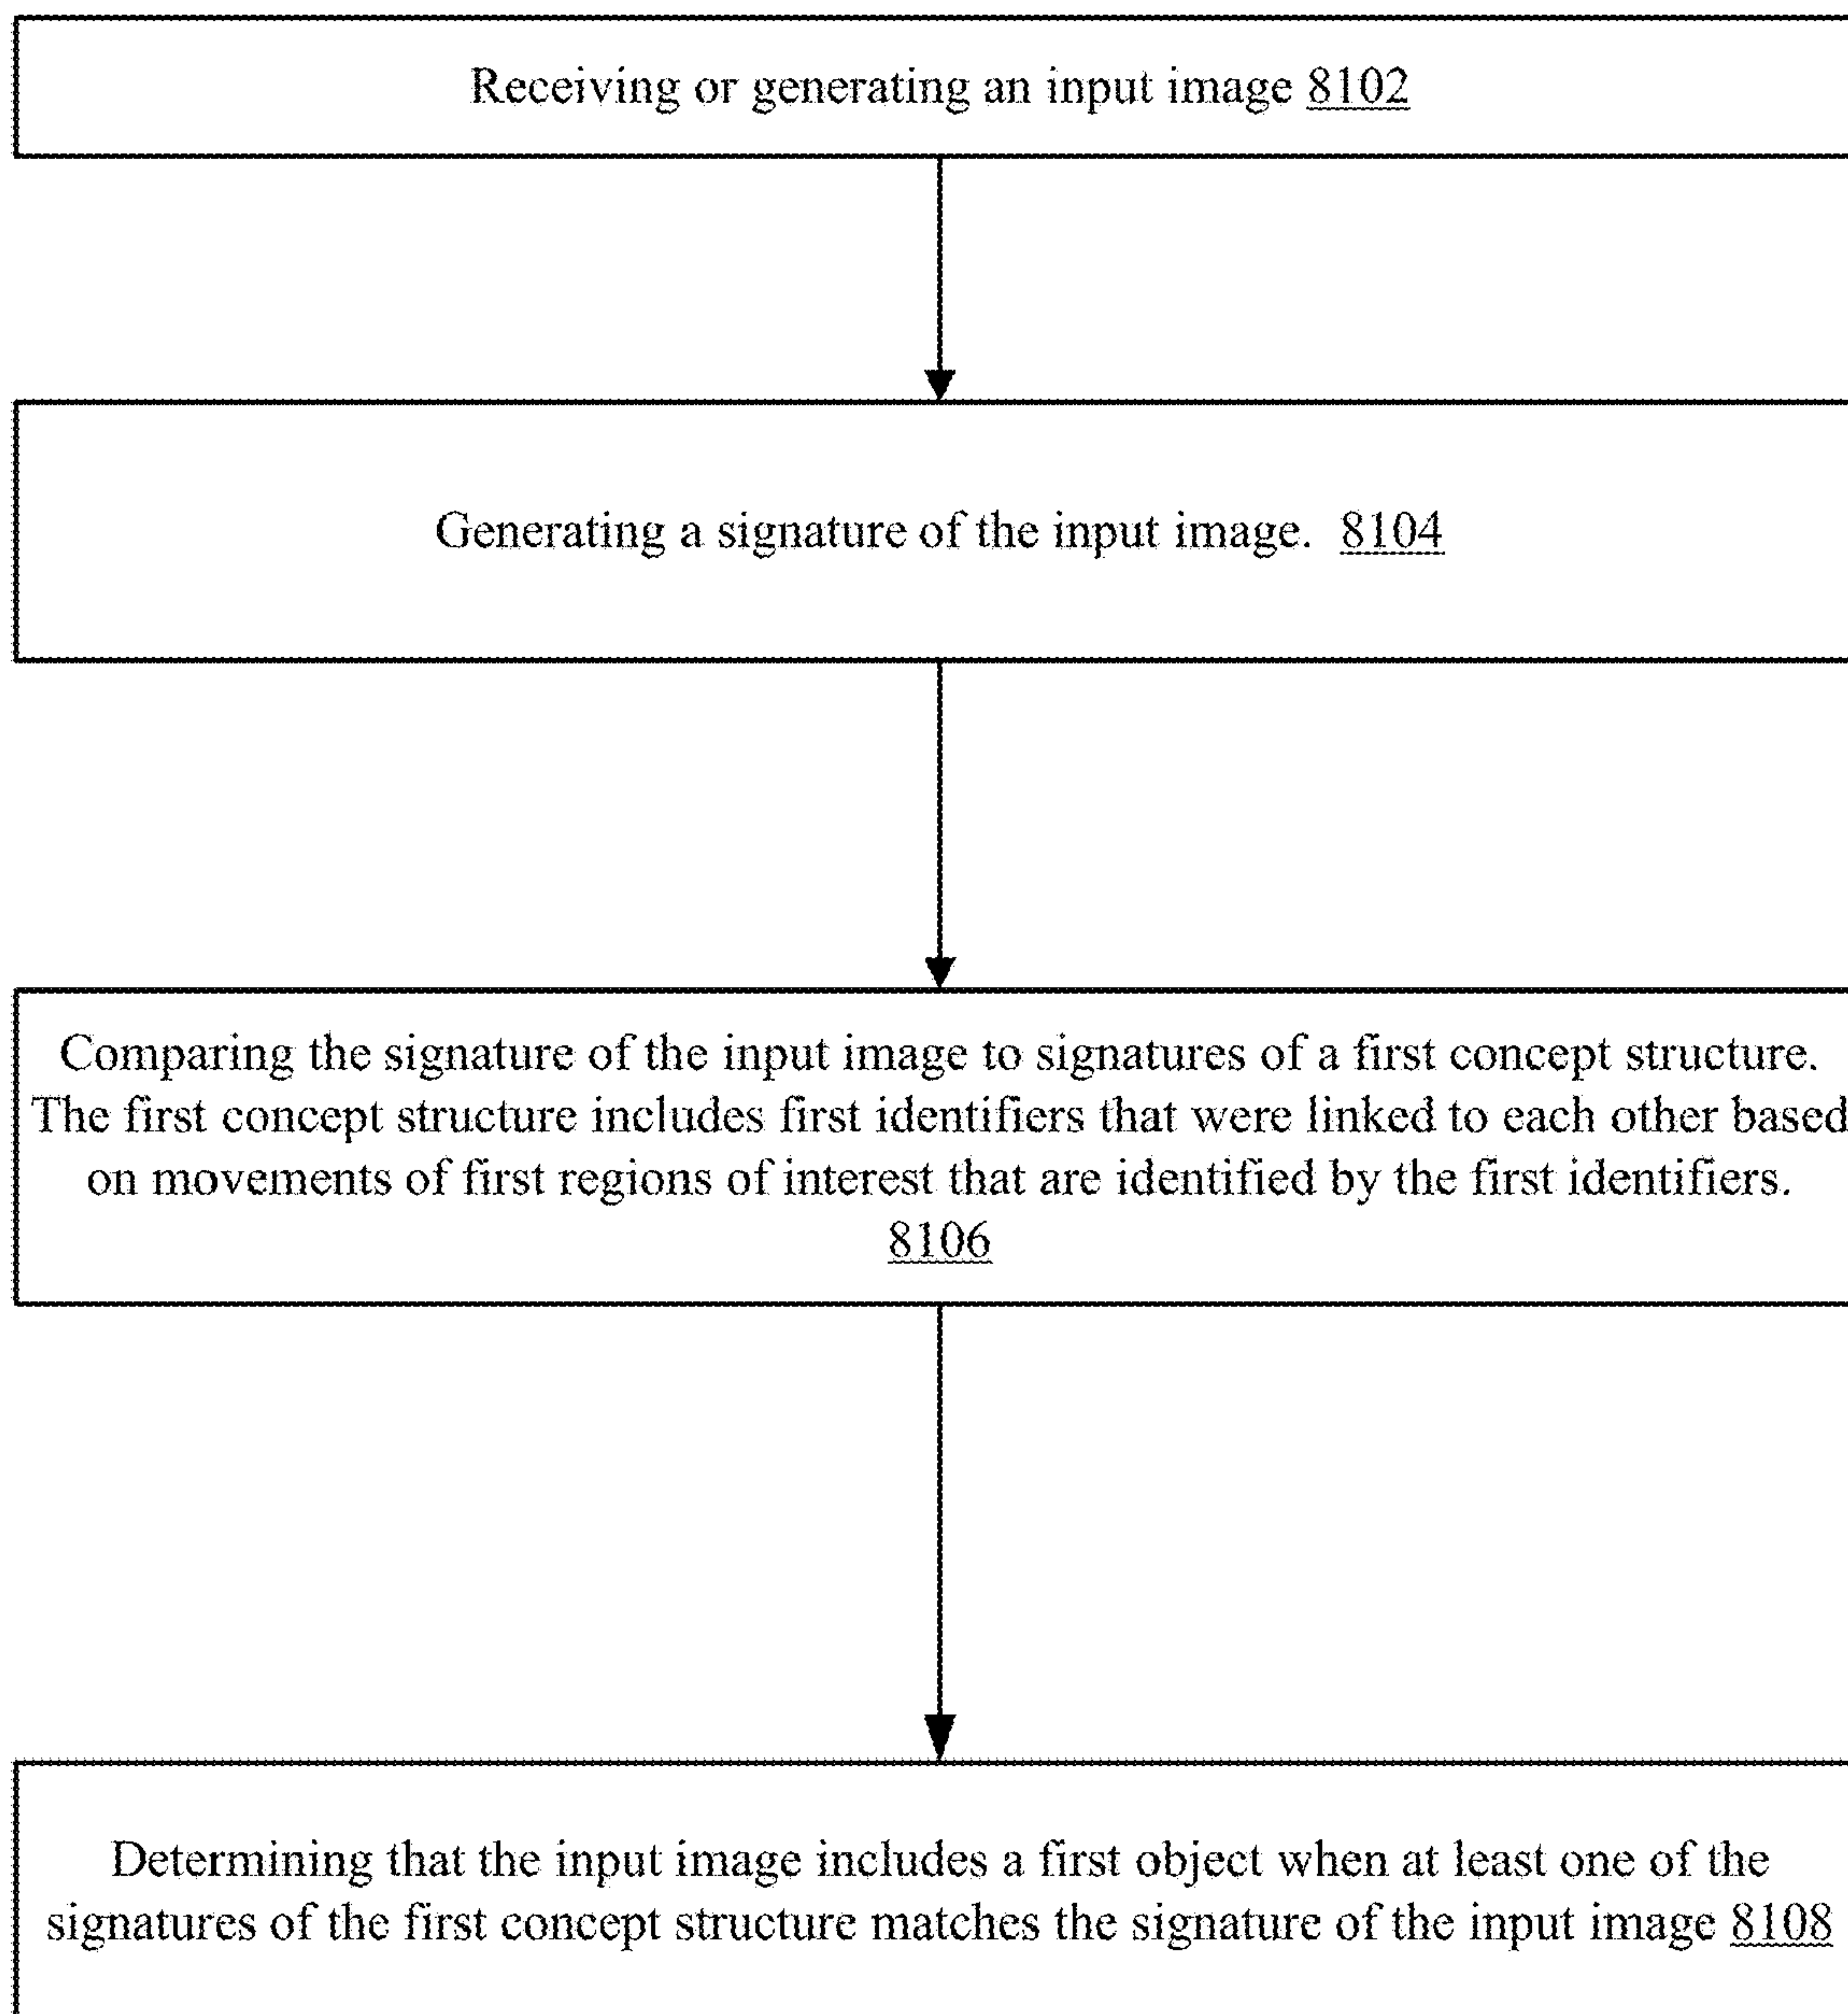 Receiving or generating an input image 8102
Generating a signature of the input image. 8104
Comparing the signature of the input image to signatures of a first concept structure.
The first concept structure includes first identifiers that were linked to each other based
on movements of first regions of interest that are identified by the first identifiers.
8106
Determining that the input image includes a first object when at least one of the
signatures of the first concept structure matches the signature of the input image 8108